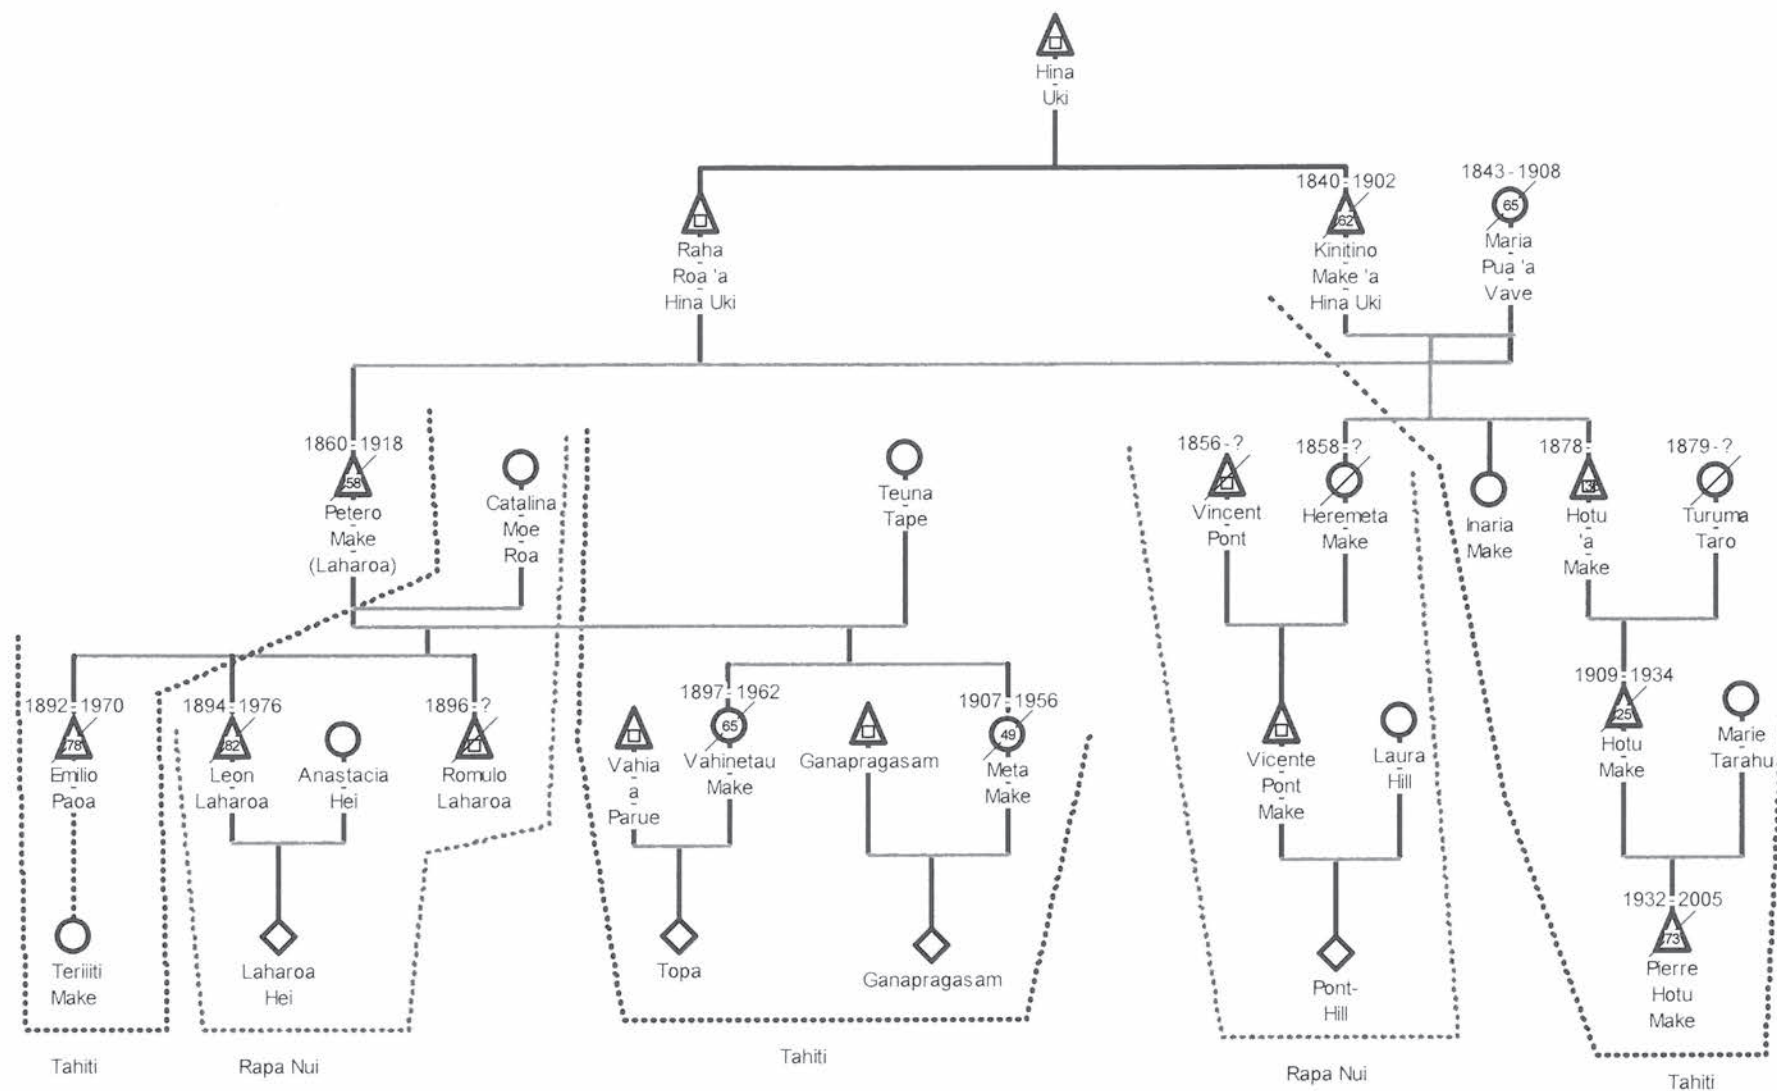 Hina
Uki
1840 - 1902
1843 - 1908
62
65
Raha
Roa 'a
Hina Uki
Kinitino
Make 'a
Hina Uki
Maria
Pua 'a
Vave
1860 - 1918
58
Petero
Make
(Laharoa)
Catalina
Moe
Roa
Teuna
Tape
1856 - ?
Vincent
Pont
1858 - ?
Heremeta
Make
Inaria
Make
1878 -
Hotu
'a
Make
1879 - ?
Turuma
Taro
1892 - 1970
78
Emilio
Paoa
1894 - 1976
82
Leon
Laharoa
Anastacia
Hei
1896 - ?
Romulo
Laharoa
Vahia
a
Parue
1897 - 1962
65
Vahinetau
Make
Ganapragasam
1907 - 1956
49
Meta
Make
Vicente
Pont
Make
Laura
Hill
1909 - 1934
25
Hotu
Make
Marie
Tarahu
Teriiiti
Make
Laharoa
Hei
Topa
Ganapragasam
Pont-
Hill
1932 - 2005
73
Pierre
Hotu
Make
Tahiti
Rapa Nui
Tahiti
Rapa Nui
Tahiti